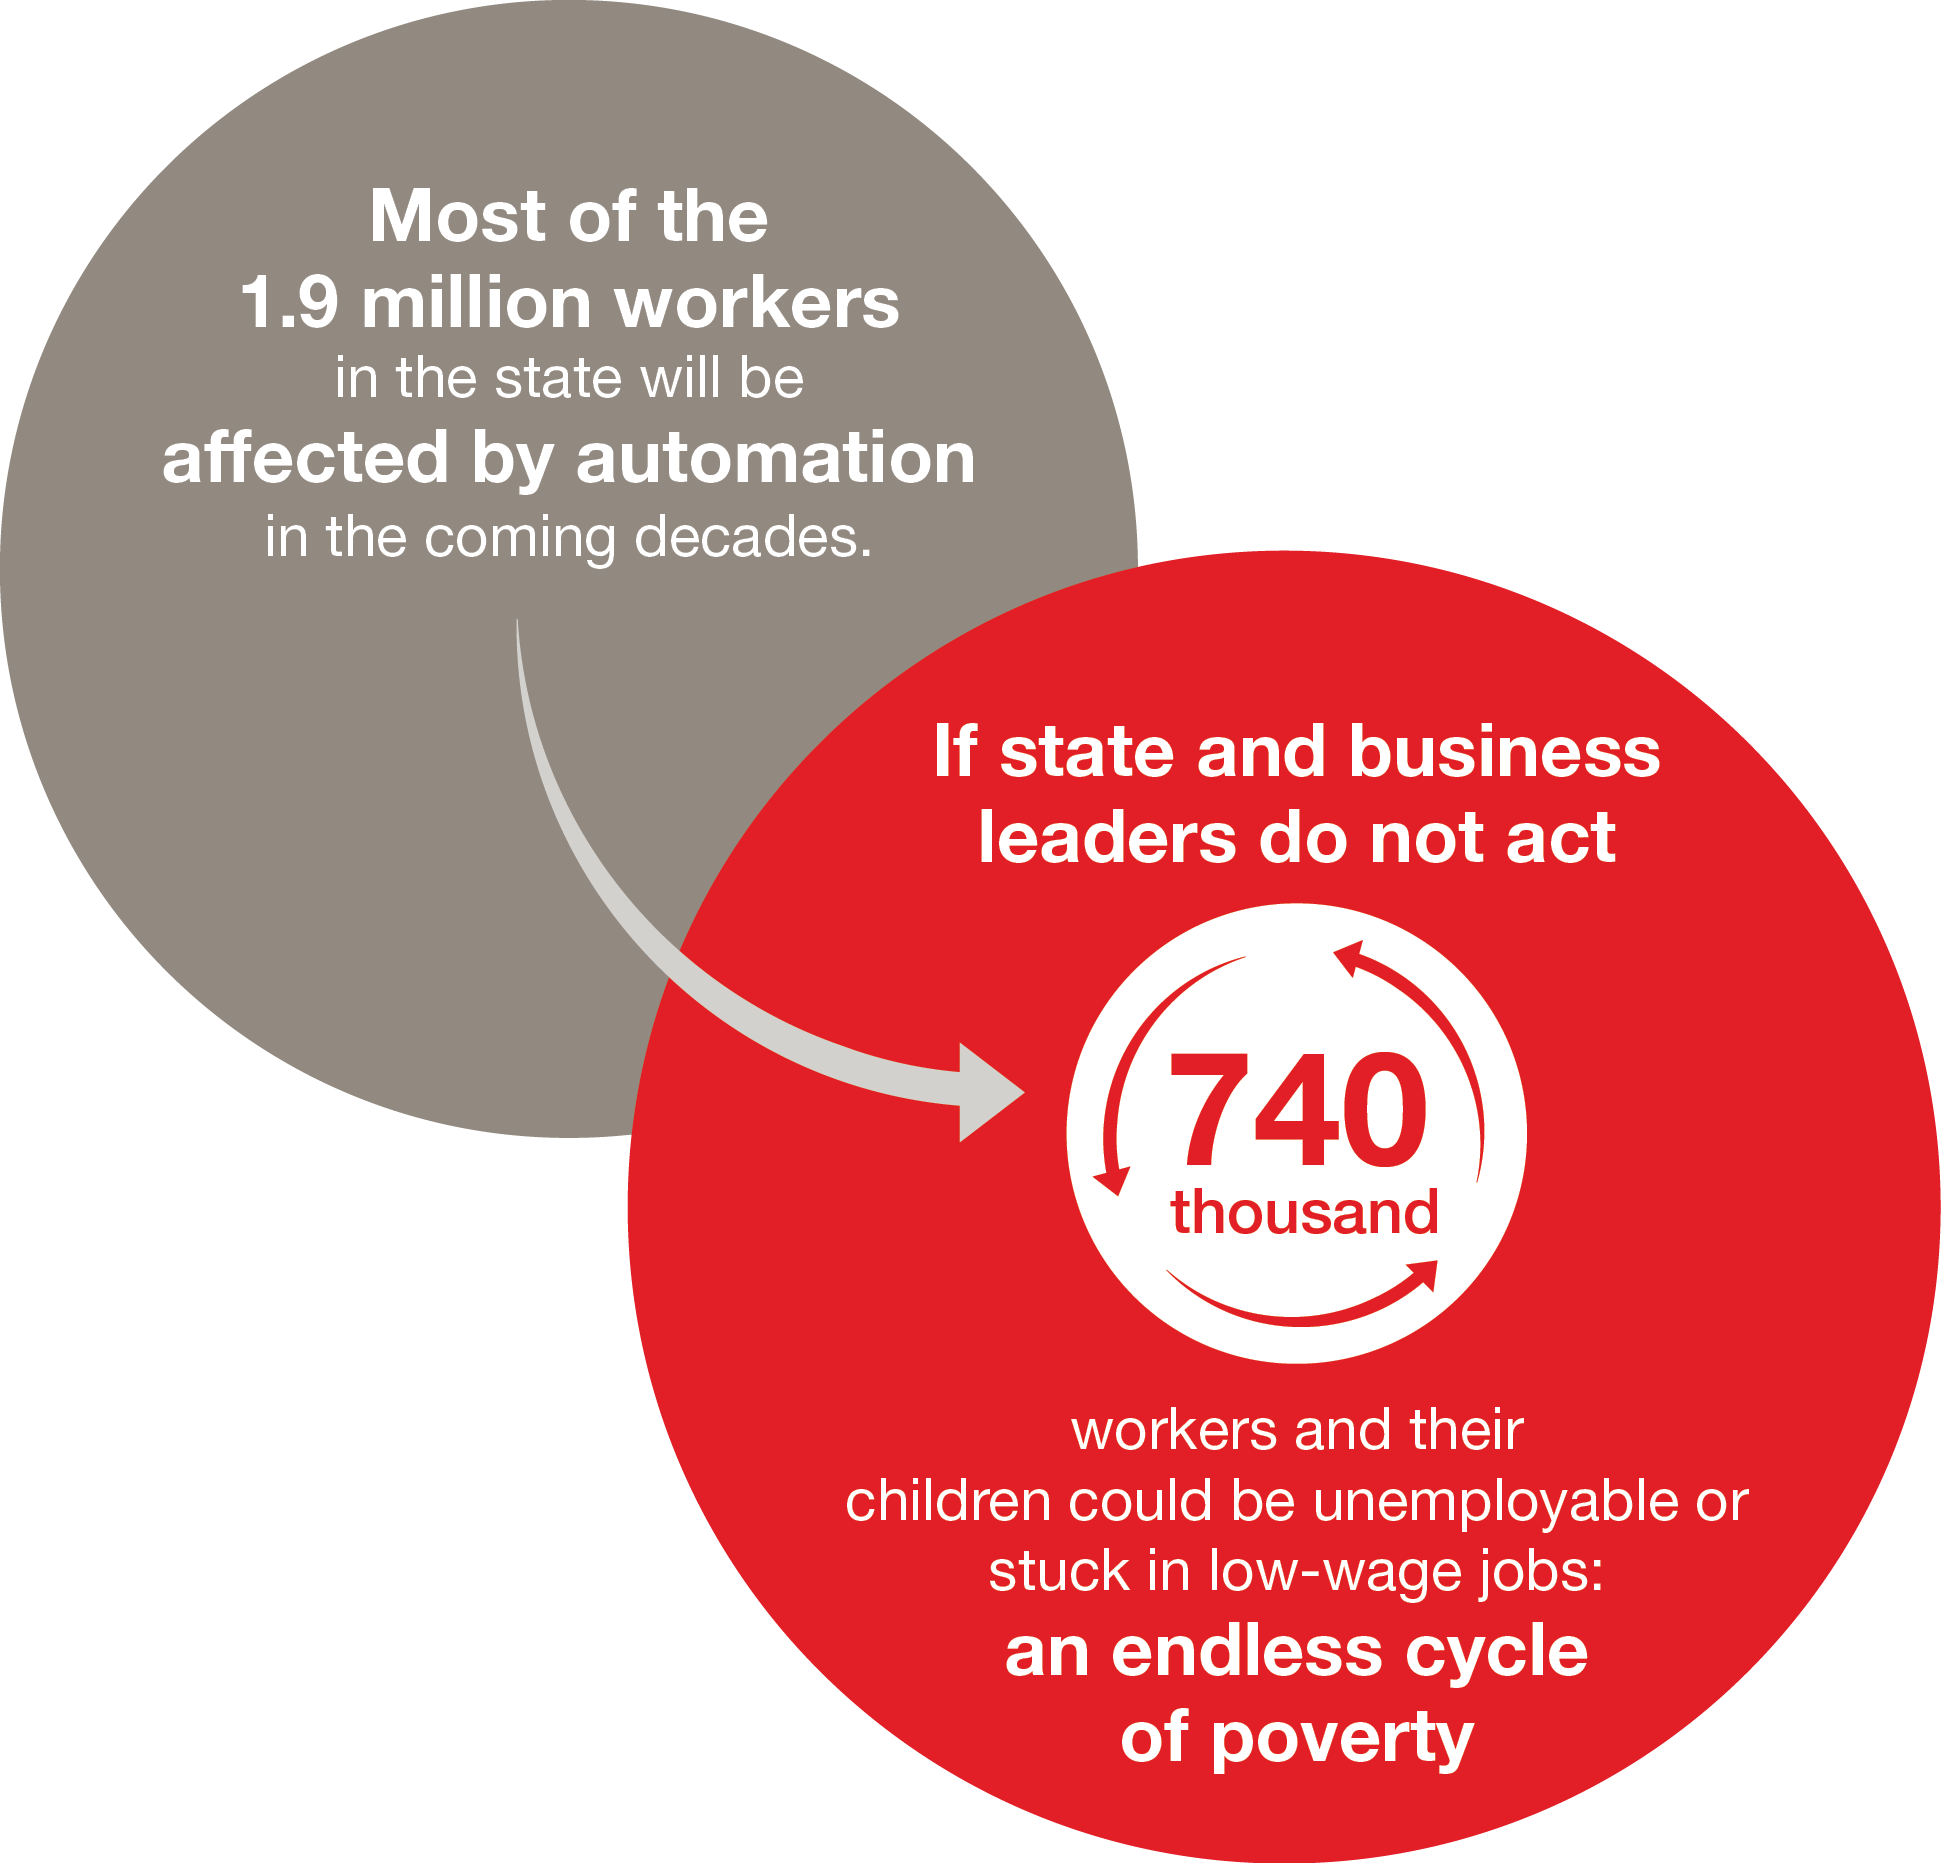 Most of the
1.9 million workers
in the state will be
affected by automation
in the coming decades.
If state and business
leaders do not act
740
thousand
workers and their
children could be unemployable or
stuck in low-wage jobs:
an endless cycle
of poverty